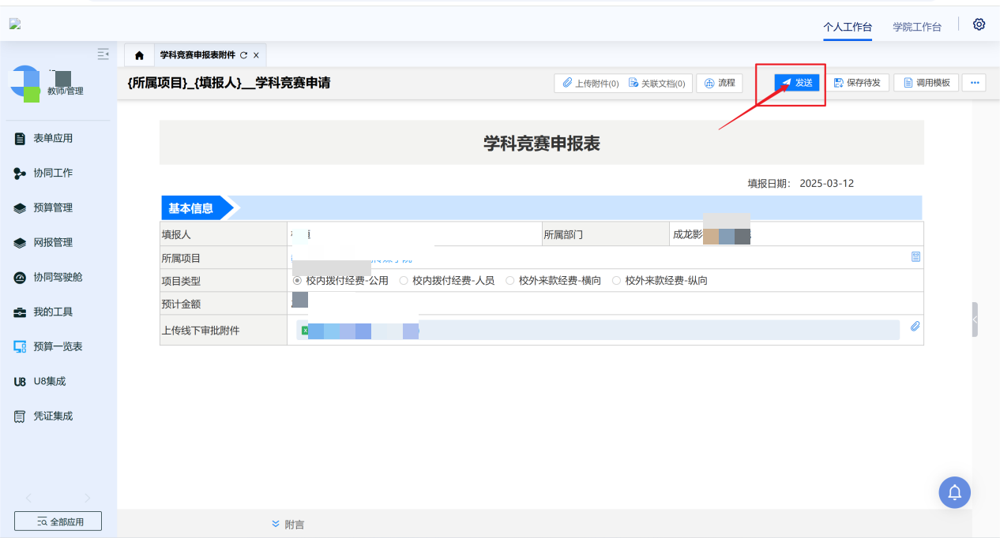 个人工作台 学院工作台
学科竞赛申报表附件
教师/管理
{所属项目}_{填报人}__学科竞赛申请
上传附件(0) 关联文档(0) 流程 发送 保存待发 调用模板 ...
表单应用
协同工作
预算管理
网报管理
协同驾驶舱
我的工具
预算一览表
U8 U8集成
凭证集成
全部应用
学科竞赛申报表
填报日期： 2025-03-12
基本信息
填报人 所属部门 成龙影
所属项目
项目类型 校内拨付经费-公用 校内拨付经费-人员 校外来款经费-横向 校外来款经费-纵向
预计金额
上传线下审批附件
附言